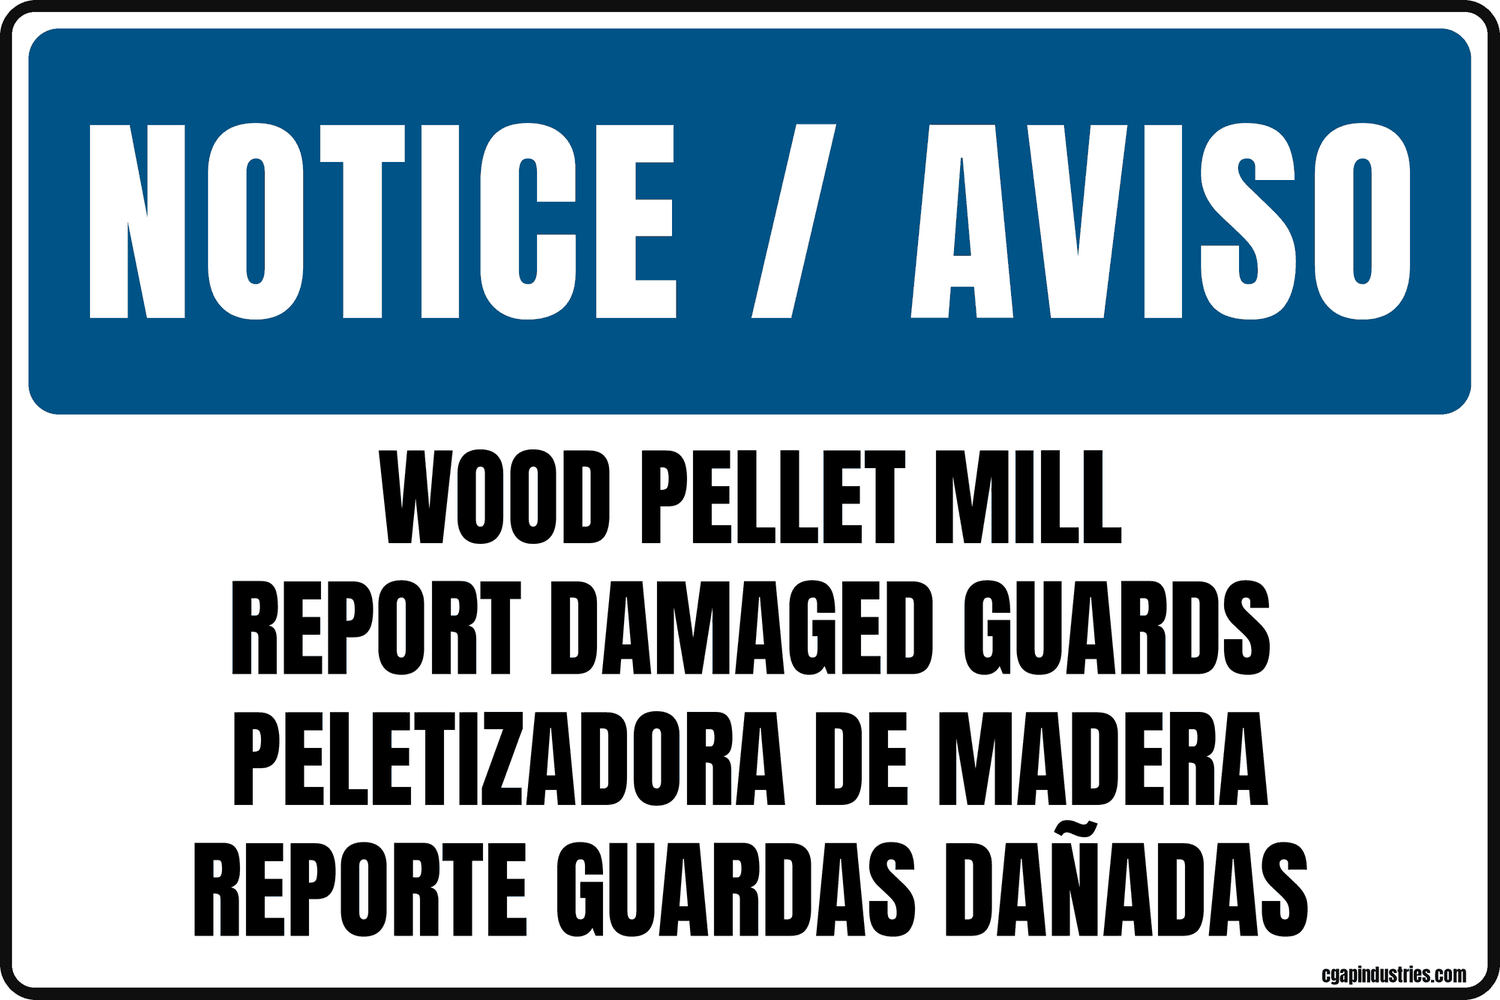 NOTICE / AVISO
WOOD PELLET MILL
REPORT DAMAGED GUARDS
PELETIZADORA DE MADERA
REPORTE GUARDAS DAÑADAS
cgapindustries.com